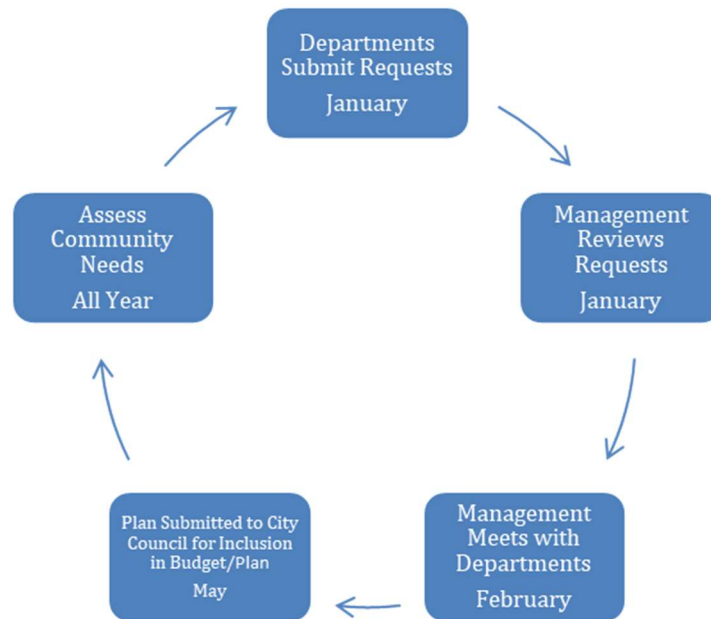 Departments
Submit Requests
January
Management
Reviews
Requests
January
Management
Meets with
Departments
February
Plan Submitted to City
Council for Inclusion
in Budget/Plan
May
Assess
Community
Needs
All Year